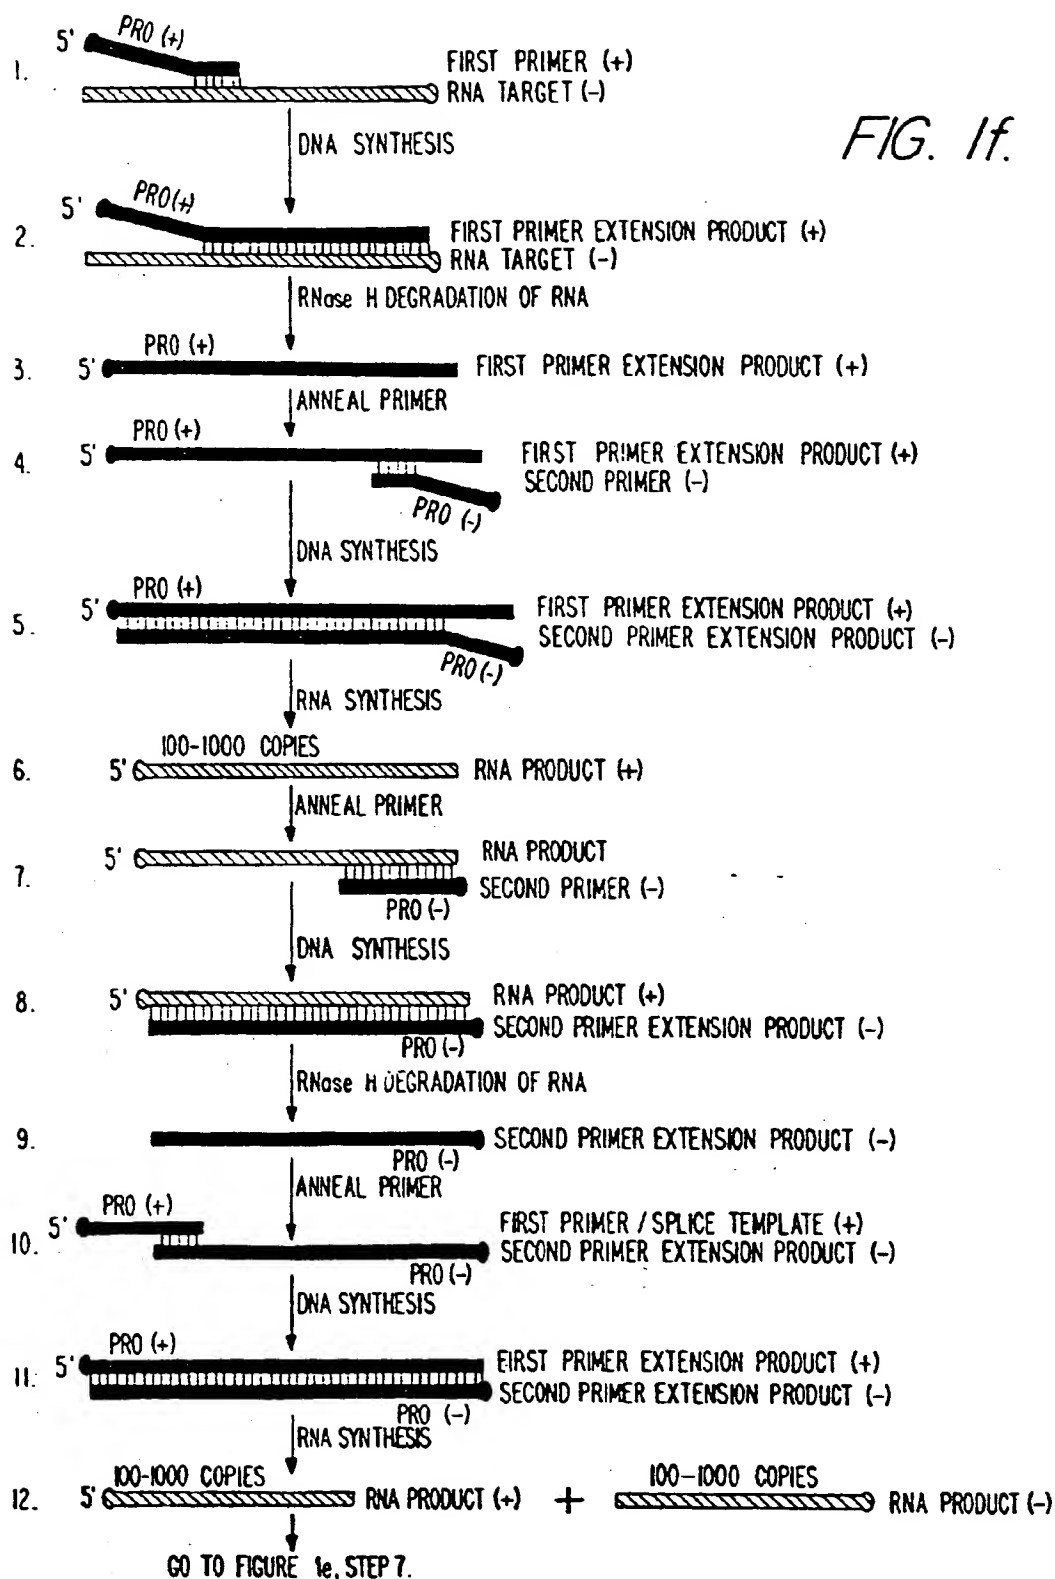 FIG. 1f.
1.
5' PRO (+)
FIRST PRIMER (+)
RNA TARGET (-)
DNA SYNTHESIS
2.
5' PRO (+)
FIRST PRIMER EXTENSION PRODUCT (+)
RNA TARGET (-)
RNase H DEGRADATION OF RNA
3.
PRO (+)
5' FIRST PRIMER EXTENSION PRODUCT (+)
ANNEAL PRIMER
4.
PRO (+)
5' FIRST PRIMER EXTENSION PRODUCT (+)
SECOND PRIMER (-)
PRO (-)
DNA SYNTHESIS
5.
PRO (+)
5' FIRST PRIMER EXTENSION PRODUCT (+)
SECOND PRIMER EXTENSION PRODUCT (-)
PRO (-)
RNA SYNTHESIS
100-1000 COPIES
6. 5' RNA PRODUCT (+)
ANNEAL PRIMER
7.
5' RNA PRODUCT
SECOND PRIMER (-)
PRO (-)
DNA SYNTHESIS
8. 5' RNA PRODUCT (+)
SECOND PRIMER EXTENSION PRODUCT (-)
PRO (-)
RNase H DEGRADATION OF RNA
9. SECOND PRIMER EXTENSION PRODUCT (-)
PRO (-)
ANNEAL PRIMER
10.
5' PRO (+)
FIRST PRIMER / SPLICE TEMPLATE (+)
SECOND PRIMER EXTENSION PRODUCT (-)
PRO (-)
DNA SYNTHESIS
11.
PRO (+)
5' FIRST PRIMER EXTENSION PRODUCT (+)
SECOND PRIMER EXTENSION PRODUCT (-)
PRO (-)
RNA SYNTHESIS
100-1000 COPIES 100-1000 COPIES
12. 5' RNA PRODUCT (+) + RNA PRODUCT (-)
GO TO FIGURE 1e, STEP 7.